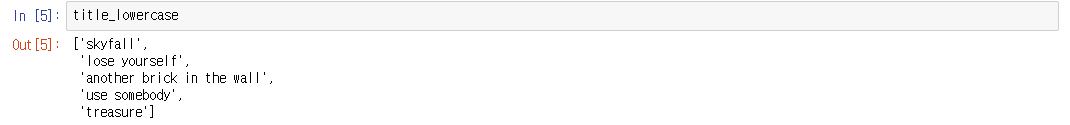 In [5]: title_lowercase
Out[5]: ['skyfall',
'lose yourself',
'another brick in the wall',
'use somebody',
'treasure']